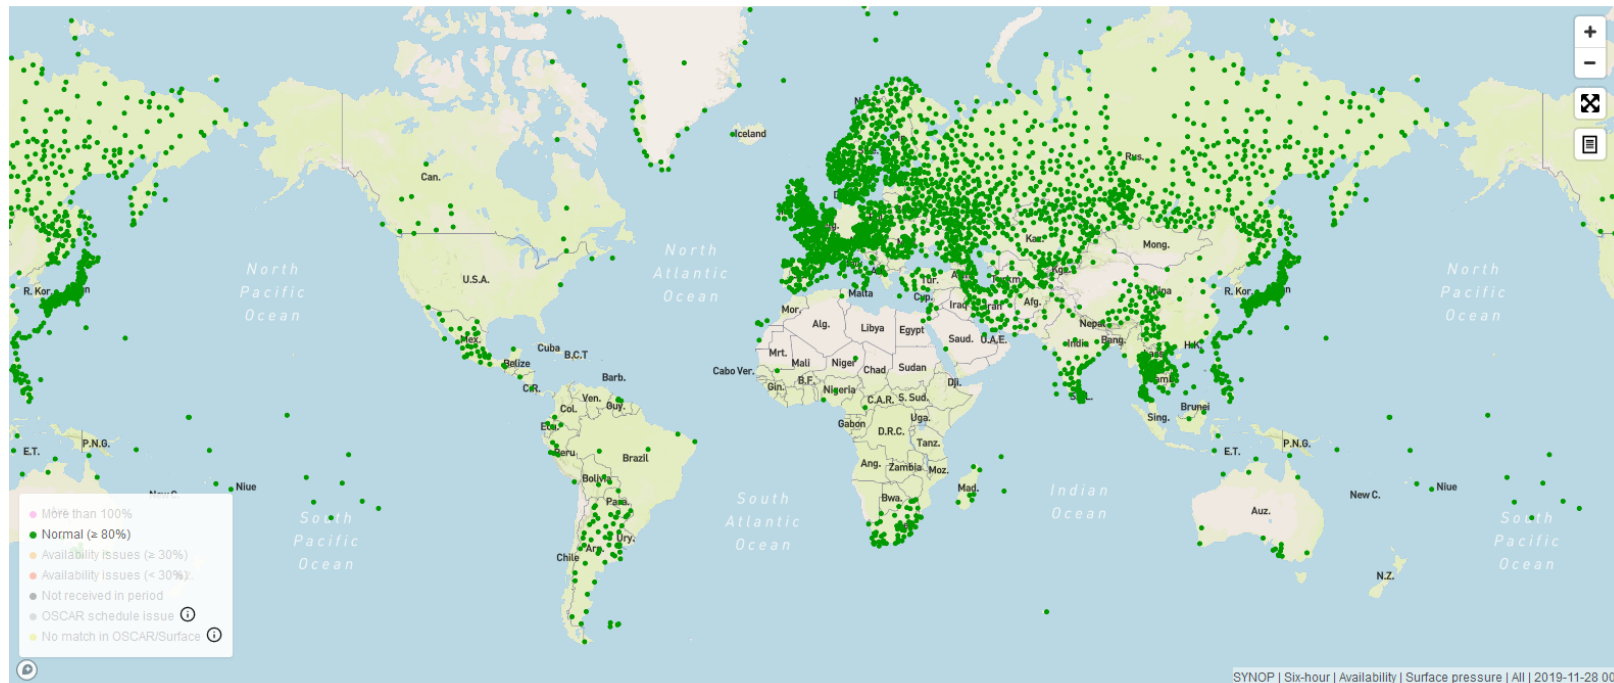 Iceland
Can.
Rus.
North
Atlantic
Ocean
North
Pacific
Ocean
North
Pacific
Ocean
U.S.A.
Kaz.
Mong.
Kge.
R. Kor.
R. Kor.
Malta
Tur.
Cyp.
Iraq
Iran
Afg.
Mor.
Alg.
Libya
Egypt
Saud.
U.A.E.
Nepal
Bang.
H.K.
Mex.
Cuba
B.C.T
Belize
Barb.
C.R.
Cabo Ver.
Mrt.
Mali
Niger
Chad
Sudan
Dji.
Gin.
B.F.
Nigeria
C.A.R.
S. Sud.
Ven.
Guy.
Col.
Ecu.
Peru
Brazil
Bolivia
Para.
Ury.
Arg.
Chile
Gabon
D.R.C.
Uga.
Tanz.
Ang.
Zambia
Moz.
Mad.
Bwa.
Sing.
Brunei
E.T.
P.N.G.
E.T.
P.N.G.
Niue
New C.
Niue
Auz.
N.Z.
South
Pacific
Ocean
South
Atlantic
Ocean
Indian
Ocean
South
Pacific
Ocean
More than 100%
Normal (≥ 80%)
Availability issues (≥ 30%)
Availability issues (< 30%)
Not received in period
OSCAR schedule issue
No match in OSCAR/Surface
SYNOP | Six-hour | Availability | Surface pressure | All | 2019-11-28 00